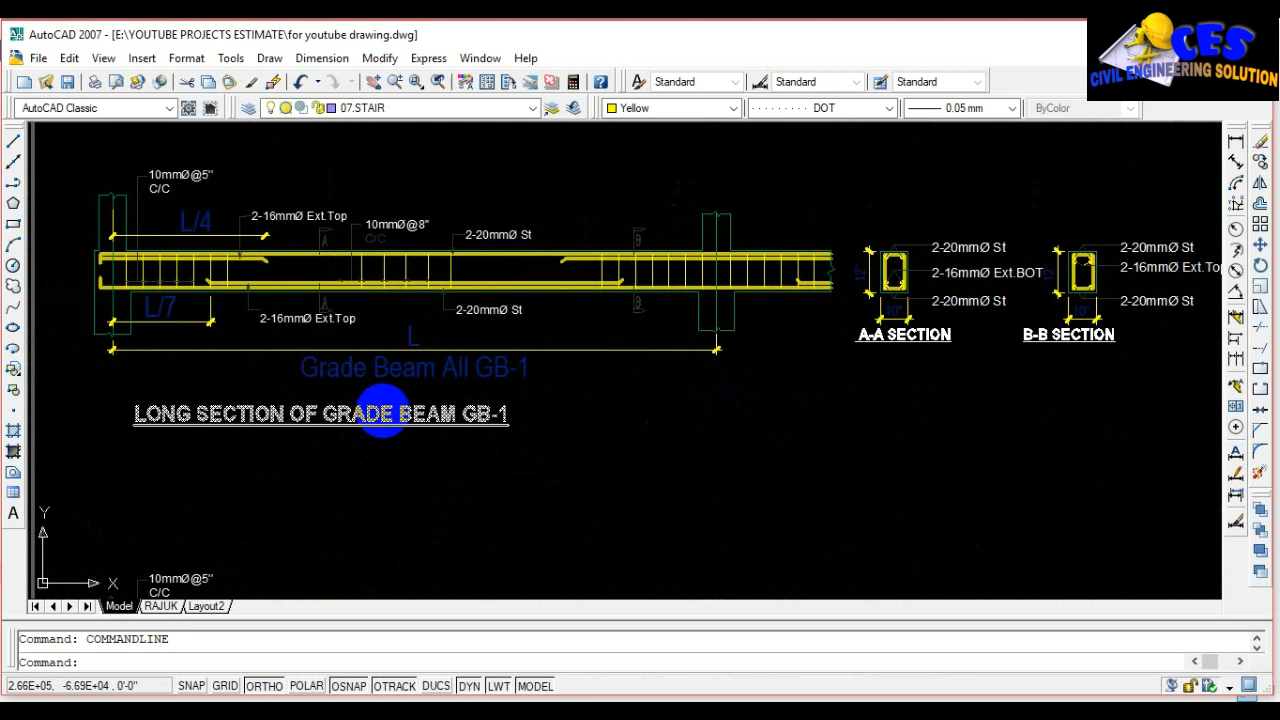 AutoCAD 2007 - [E:\YOUTUBE PROJECTS ESTIMATE\for youtube drawing.dwg]
CES
CIVIL ENGINEERING SOLUTION
File Edit View Insert Format Tools Draw Dimension Modify Express Window Help
Standard Standard Standard
AutoCAD Classic 07.STAIR Yellow DOT 0.05 mm ByColor
10mmØ@5"
C/C
L/4
2-16mmØ Ext.Top
10mmØ@8"
C/C
2-20mmØ St
A
B
L/7
2-16mmØ Ext.Top
A
2-20mmØ St
B
L
Grade Beam All GB-1
LONG SECTION OF GRADE BEAM GB-1
2-20mmØ St
12"
2-16mmØ Ext.BOT
2-20mmØ St
10"
A-A SECTION
2-20mmØ St
12"
2-16mmØ Ext.Top
2-20mmØ St
10"
B-B SECTION
Y
X
10mmØ@5"
C/C
Model RAJUK Layout2
Command: COMMANDLINE
Command:
2.66E+05, -6.69E+04 , 0'-0" SNAP GRID ORTHO POLAR OSNAP OTRACK DUCS DYN LWT MODEL